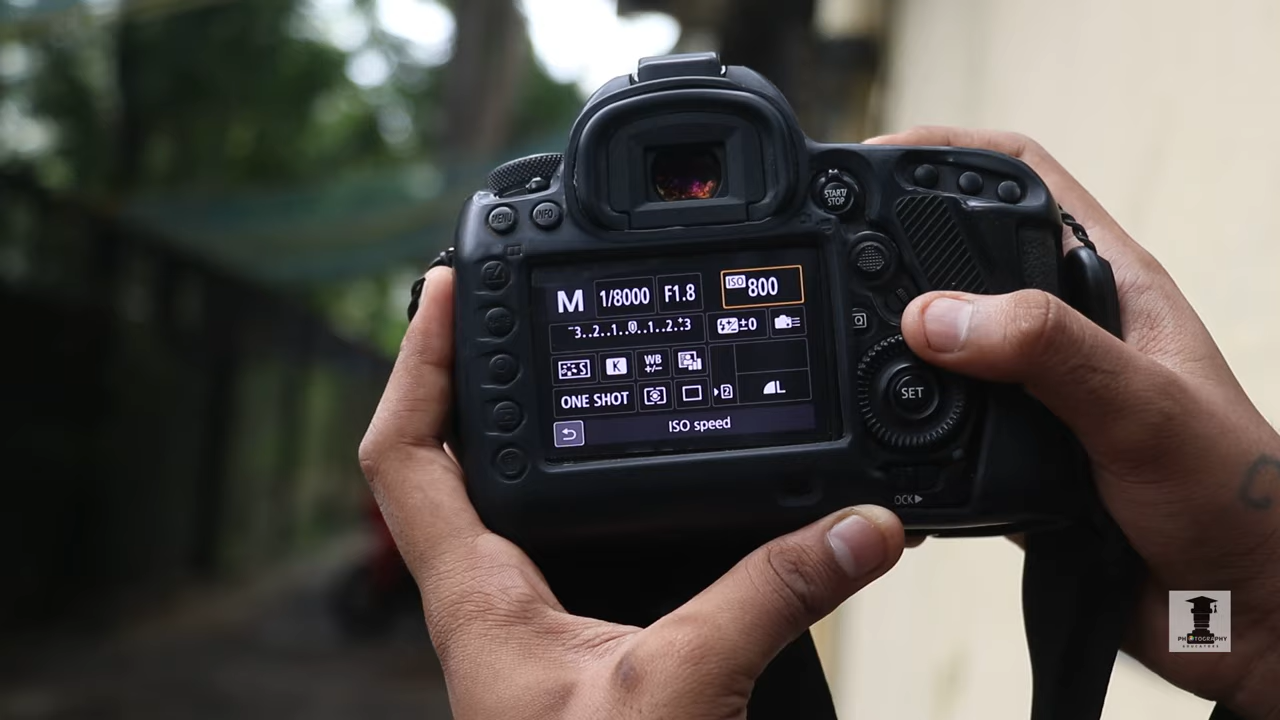 START/
STOP
MENU
INFO
M 1/8000 F1.8 ISO 800
-3..2..1..0..1..2..+3 ±0
S K WB +/-
ONE SHOT 2 L
ISO speed
Q
SET
OCK
PHOTOGRAPHY